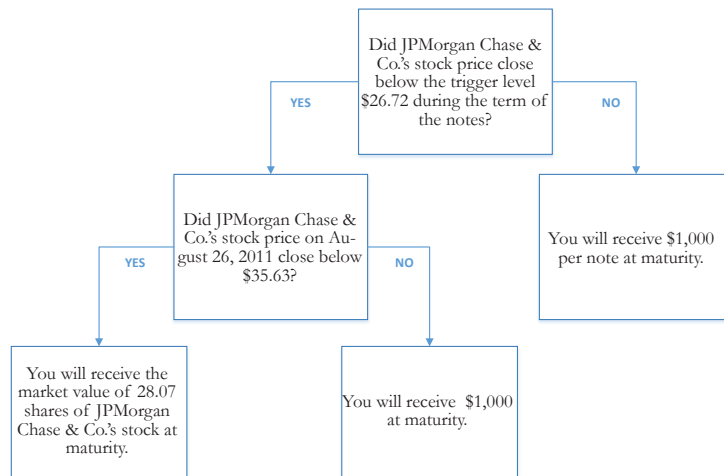 Did JPMorgan Chase &
Co.'s stock price close
below the trigger level
$26.72 during the term of
the notes?
YES
NO
Did JPMorgan Chase &
Co.'s stock price on Au-
gust 26, 2011 close below
$35.63?
You will receive $1,000
per note at maturity.
YES
NO
You will receive the
market value of 28.07
shares of JPMorgan
Chase & Co.'s stock at
maturity.
You will receive $1,000
at maturity.